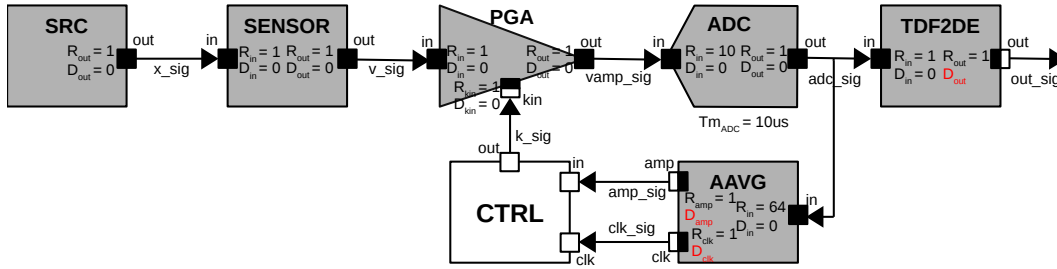 SRC
R_out = 1
D_out = 0
out
x_sig
in
SENSOR
R_in = 1 R_out = 1
D_in = 0 D_out = 0
out
v_sig
in
PGA
R_in = 1
D_in = 0
R_out = 1
D_out = 0
R_kin = 1
D_kin = 0
kin
out
vamp_sig
in
ADC
R_in = 10 R_out = 1
D_in = 0 D_out = 0
Tm_ADC = 10us
out
adc_sig
in
TDF2DE
R_in = 1 R_out = 1
D_in = 0 D_out
out
out_sig
k_sig
out
CTRL
in
clk
amp_sig
clk_sig
amp
clk
AAVG
R_amp = 1
D_amp
R_in = 64
D_in = 0
R_clk = 1
D_clk
in